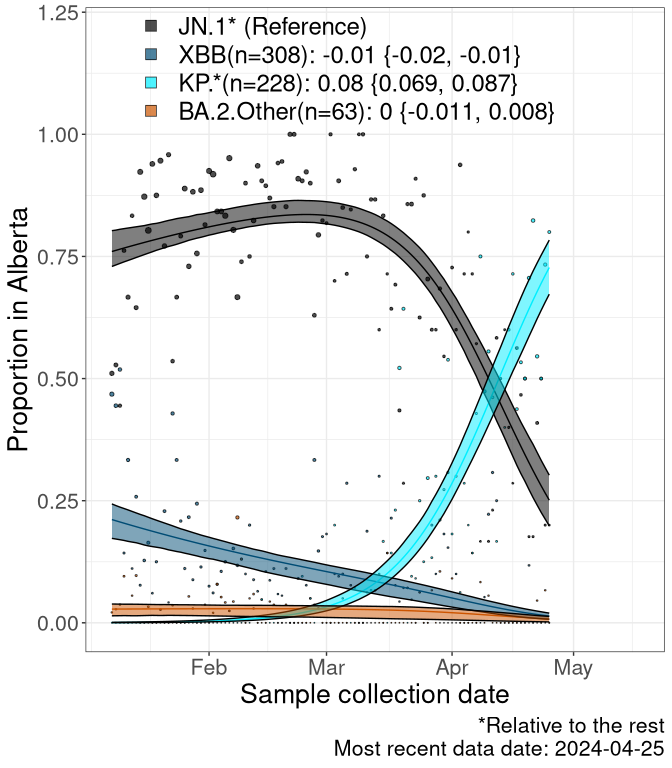 JN.1* (Reference)
XBB(n=308): -0.01 {-0.02, -0.01}
KP.*(n=228): 0.08 {0.069, 0.087}
BA.2.Other(n=63): 0 {-0.011, 0.008}
1.25
1.00
0.75
0.50
0.25
0.00
Proportion in Alberta
Feb Mar Apr May
Sample collection date
*Relative to the rest
Most recent data date: 2024-04-25